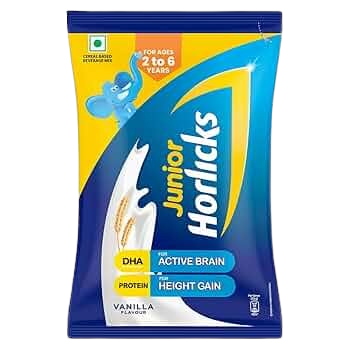 CEREAL BASED
BEVERAGE MIX
FOR AGES
2 to 6
YEARS
Junior
Horlicks
DHA
FOR
ACTIVE BRAIN
PROTEIN
FOR
HEIGHT GAIN
VANILLA
FLAVOUR